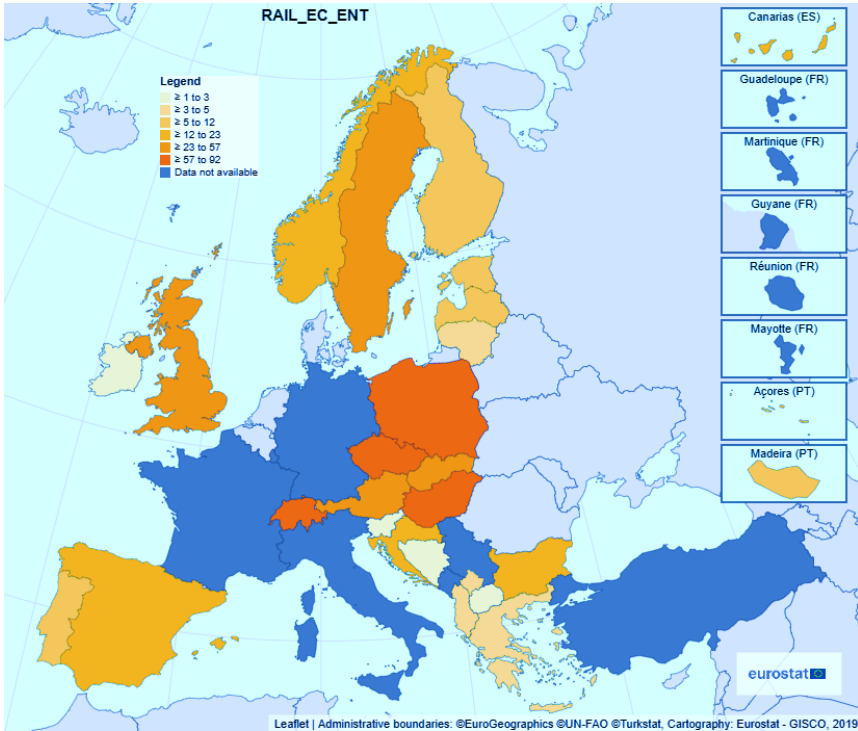 RAIL_EC_ENT
Legend
≥ 1 to 3
≥ 3 to 5
≥ 5 to 12
≥ 12 to 23
≥ 23 to 57
≥ 57 to 92
Data not available
Canarias (ES)
Guadeloupe (FR)
Martinique (FR)
Guyane (FR)
Réunion (FR)
Mayotte (FR)
Açores (PT)
Madeira (PT)
eurostat
Leaflet | Administrative boundaries: ©EuroGeographics ©UN-FAO ©Turkstat, Cartography: Eurostat - GISCO, 2019